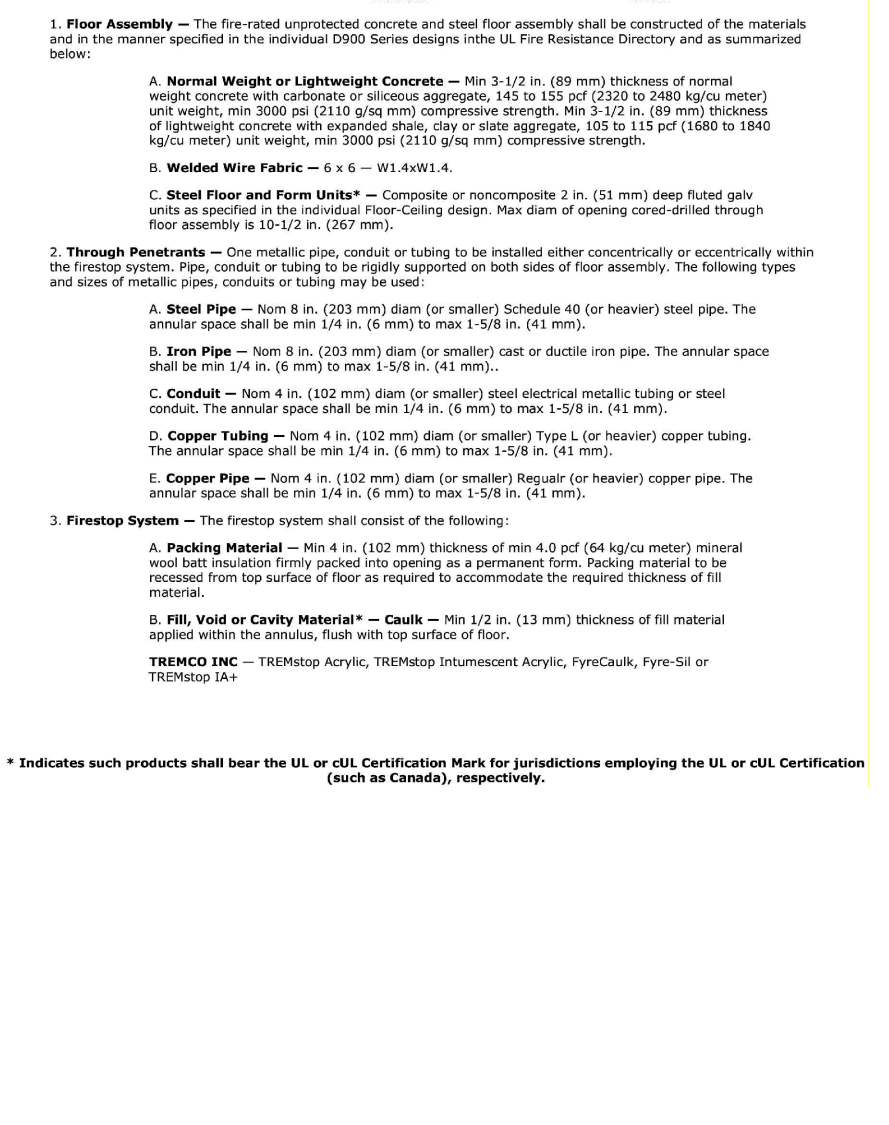 1. Floor Assembly — The fire-rated unprotected concrete and steel floor assembly shall be constructed of the materials
and in the manner specified in the individual D900 Series designs inthe UL Fire Resistance Directory and as summarized
below:
A. Normal Weight or Lightweight Concrete — Min 3-1/2 in. (89 mm) thickness of normal
weight concrete with carbonate or siliceous aggregate, 145 to 155 pcf (2320 to 2480 kg/cu meter)
unit weight, min 3000 psi (2110 g/sq mm) compressive strength. Min 3-1/2 in. (89 mm) thickness
of lightweight concrete with expanded shale, clay or slate aggregate, 105 to 115 pcf (1680 to 1840
kg/cu meter) unit weight, min 3000 psi (2110 g/sq mm) compressive strength.
B. Welded Wire Fabric — 6 x 6 — W1.4xW1.4.
C. Steel Floor and Form Units* — Composite or noncomposite 2 in. (51 mm) deep fluted galv
units as specified in the individual Floor-Ceiling design. Max diam of opening cored-drilled through
floor assembly is 10-1/2 in. (267 mm).
2. Through Penetrants — One metallic pipe, conduit or tubing to be installed either concentrically or eccentrically within
the firestop system. Pipe, conduit or tubing to be rigidly supported on both sides of floor assembly. The following types
and sizes of metallic pipes, conduits or tubing may be used:
A. Steel Pipe — Nom 8 in. (203 mm) diam (or smaller) Schedule 40 (or heavier) steel pipe. The
annular space shall be min 1/4 in. (6 mm) to max 1-5/8 in. (41 mm).
B. Iron Pipe — Nom 8 in. (203 mm) diam (or smaller) cast or ductile iron pipe. The annular space
shall be min 1/4 in. (6 mm) to max 1-5/8 in. (41 mm)..
C. Conduit — Nom 4 in. (102 mm) diam (or smaller) steel electrical metallic tubing or steel
conduit. The annular space shall be min 1/4 in. (6 mm) to max 1-5/8 in. (41 mm).
D. Copper Tubing — Nom 4 in. (102 mm) diam (or smaller) Type L (or heavier) copper tubing.
The annular space shall be min 1/4 in. (6 mm) to max 1-5/8 in. (41 mm).
E. Copper Pipe — Nom 4 in. (102 mm) diam (or smaller) Regualr (or heavier) copper pipe. The
annular space shall be min 1/4 in. (6 mm) to max 1-5/8 in. (41 mm).
3. Firestop System — The firestop system shall consist of the following:
A. Packing Material — Min 4 in. (102 mm) thickness of min 4.0 pcf (64 kg/cu meter) mineral
wool batt insulation firmly packed into opening as a permanent form. Packing material to be
recessed from top surface of floor as required to accommodate the required thickness of fill
material.
B. Fill, Void or Cavity Material* — Caulk — Min 1/2 in. (13 mm) thickness of fill material
applied within the annulus, flush with top surface of floor.
TREMCO INC — TREMstop Acrylic, TREMstop Intumescent Acrylic, FyreCaulk, Fyre-Sil or
TREMstop IA+
* Indicates such products shall bear the UL or cUL Certification Mark for jurisdictions employing the UL or cUL Certification
(such as Canada), respectively.